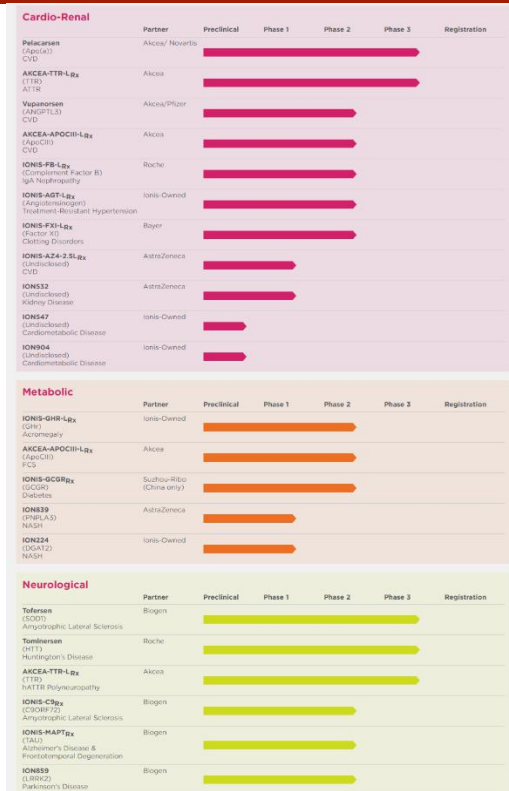 Cardio-Renal
Partner Preclinical Phase 1 Phase 2 Phase 3 Registration
Pelacarsen Akcea/ Novartis
(Apo(a))
CVD
AKCEA-TTR-LRx Akcea
(TTR)
ATTR
Vupanorsen Akcea/Pfizer
(ANGPTL3)
CVD
AKCEA-APOCIII-LRx Akcea
(ApoCIII)
CVD
IONIS-FB-LRx Roche
(Complement Factor B)
IgA Nephropathy
IONIS-AGT-LRx Ionis-Owned
(Angiotensinogen)
Treatment-Resistant Hypertension
IONIS-FXI-LRx Bayer
(Factor XI)
Clotting Disorders
IONIS-AZ4-2.5LRx AstraZeneca
(Undisclosed)
CVD
ION532 AstraZeneca
(Undisclosed)
Kidney Disease
ION547 Ionis-Owned
(Undisclosed)
Cardiometabolic Disease
ION904 Ionis-Owned
(Undisclosed)
Cardiometabolic Disease
Metabolic
Partner Preclinical Phase 1 Phase 2 Phase 3 Registration
IONIS-GHR-LRx Ionis-Owned
(GHr)
Acromegaly
AKCEA-APOCIII-LRx Akcea
(ApoCIII)
FCS
IONIS-GCGRRx Suzhou-Ribo
(GCGR) (China only)
Diabetes
ION839 AstraZeneca
(PNPLA3)
NASH
ION224 Ionis-Owned
(DGAT2)
NASH
Neurological
Partner Preclinical Phase 1 Phase 2 Phase 3 Registration
Tofersen Biogen
(SOD1)
Amyotrophic Lateral Sclerosis
Tominersen Roche
(HTT)
Huntington's Disease
AKCEA-TTR-LRx Akcea
(TTR)
hATTR Polyneuropathy
IONIS-C9Rx Biogen
(C9ORF72)
Amyotrophic Lateral Sclerosis
IONIS-MAPTRx Biogen
(TAU)
Alzheimer's Disease &
Frontotemporal Degeneration
ION859 Biogen
(LRRK2)
Parkinson's Disease